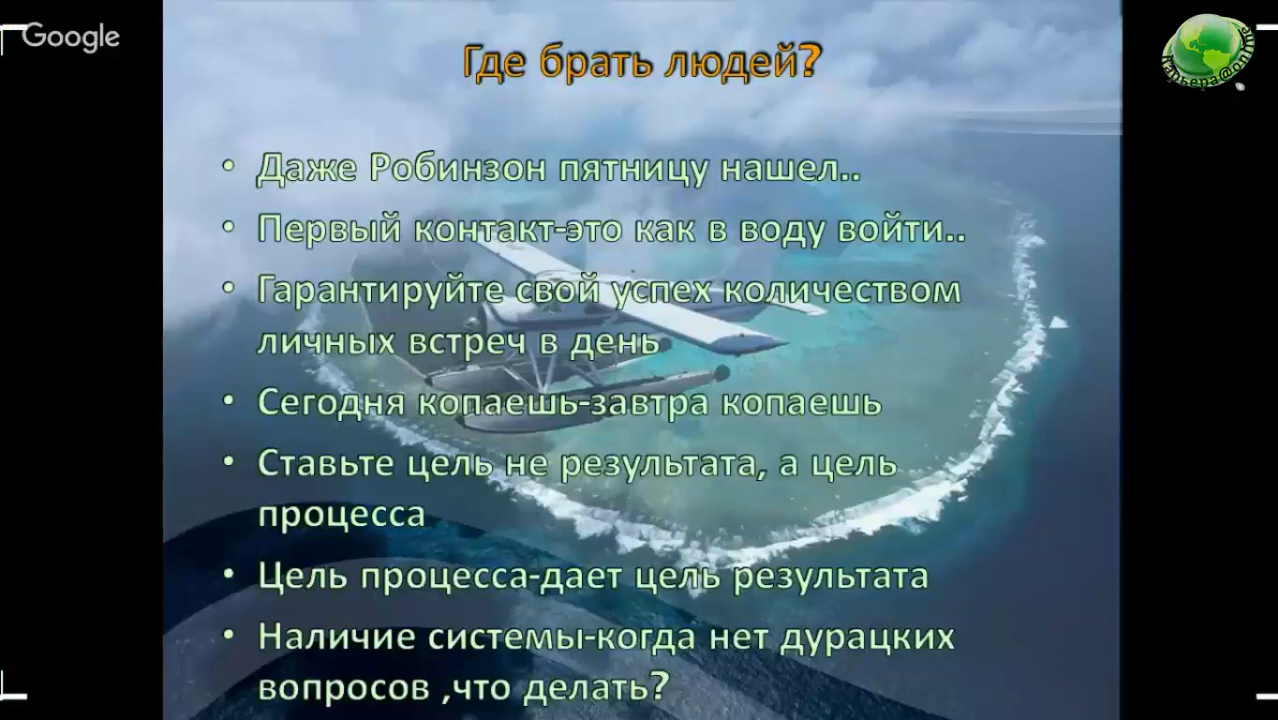 Google
Где брать людей?
• Даже Робинзон пятницу нашел..
• Первый контакт-это как в воду войти..
• Гарантируйте свой успех количеством
личных встреч в день
• Сегодня копаешь-завтра копаешь
• Ставьте цель не результата, а цель
процесса
• Цель процесса-дает цель результата
• Наличие системы-когда нет дурацких
вопросов ,что делать?
Карьера@online